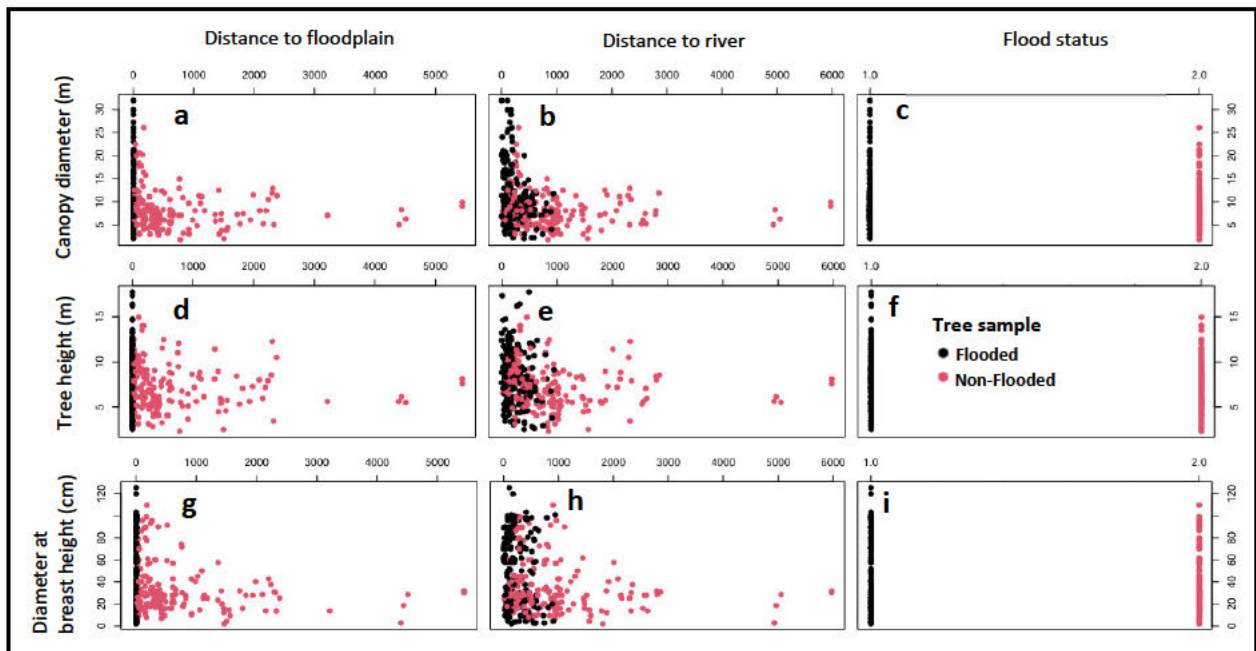 Distance to floodplain
Distance to river
Flood status
0 1000 2000 3000 4000 5000
0 1000 2000 3000 4000 5000 6000
1.0 2.0
Canopy diameter (m)
5 10 15 20 25 30
a
b
c
5 10 15 20 25 30
0 1000 2000 3000 4000 5000
0 1000 2000 3000 4000 5000 6000
1.0 2.0
Tree height (m)
5 10 15
d
e
f
Tree sample
Flooded
Non-Flooded
5 10 15
0 1000 2000 3000 4000 5000
0 1000 2000 3000 4000 5000 6000
1.0 2.0
Diameter at
breast height (cm)
0 20 40 60 80 100 120
g
h
i
0 20 40 60 80 120